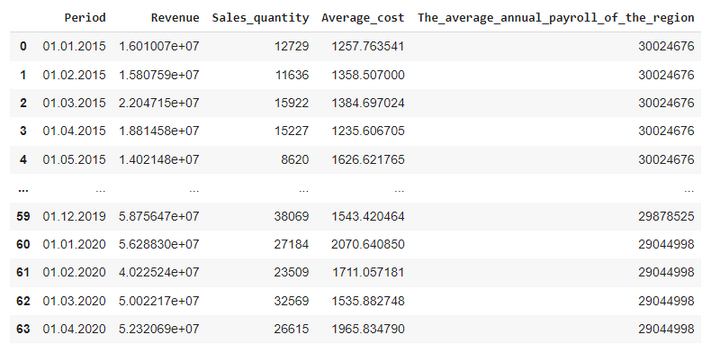 Period Revenue Sales_quantity Average_cost The_average_annual_payroll_of_the_region
0 01.01.2015 1.601007e+07 12729 1257.763541 30024676
1 01.02.2015 1.580759e+07 11636 1358.507000 30024676
2 01.03.2015 2.204715e+07 15922 1384.697024 30024676
3 01.04.2015 1.881458e+07 15227 1235.606705 30024676
4 01.05.2015 1.402148e+07 8620 1626.621765 30024676
... ... ... ... ... ...
59 01.12.2019 5.875647e+07 38069 1543.420464 29878525
60 01.01.2020 5.628830e+07 27184 2070.640850 29044998
61 01.02.2020 4.022524e+07 23509 1711.057181 29044998
62 01.03.2020 5.002217e+07 32569 1535.882748 29044998
63 01.04.2020 5.232069e+07 26615 1965.834790 29044998